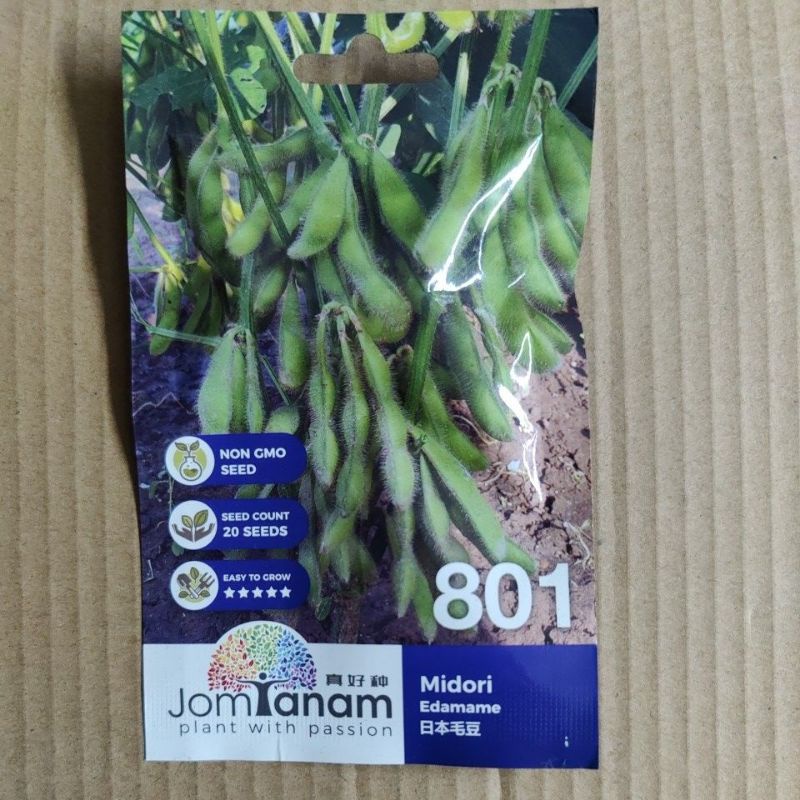 NON GMO
SEED
SEED COUNT
20 SEEDS
EASY TO GROW
801
真好种
JomTanam
plant with passion
Midori
Edamame
日本毛豆